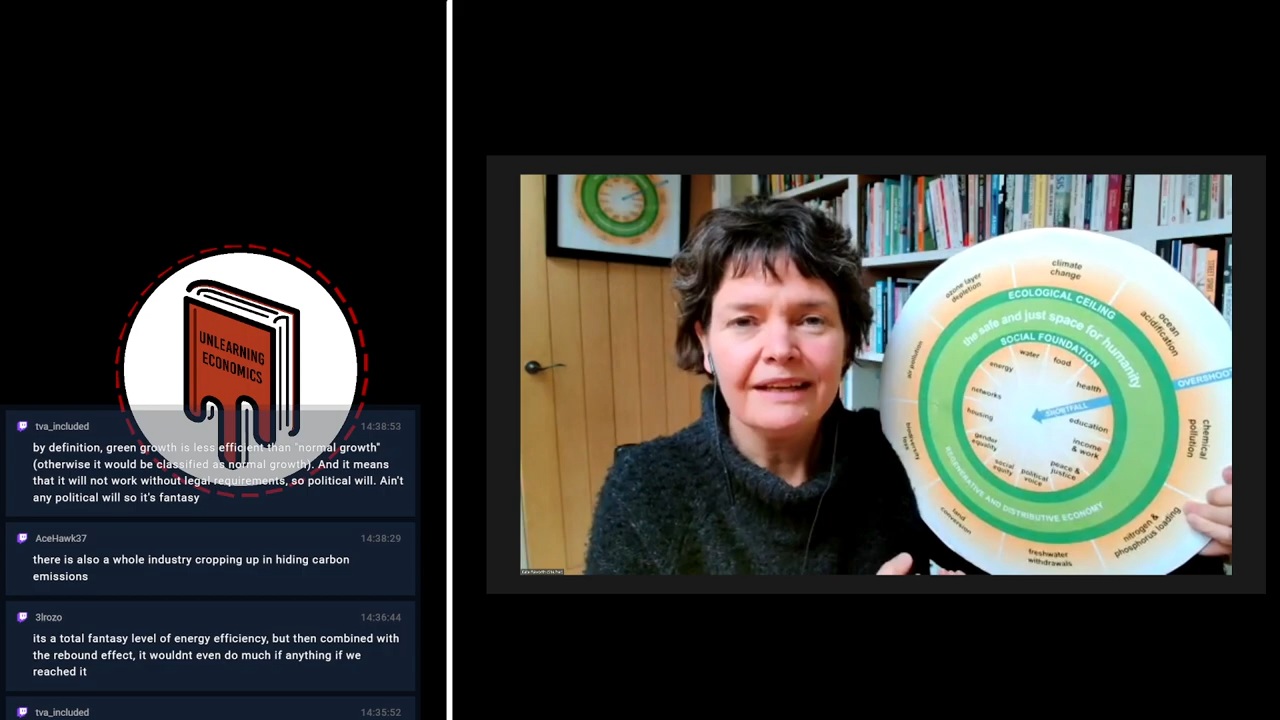 UNLEARNING
ECONOMICS
tva_included
14:38:53
by definition, green growth is less efficient than "normal growth"
(otherwise it would be classified as normal growth). And it means
that it will not work without legal requirements, so political will. Ain't
any political will so it's fantasy
AceHawk37
14:38:29
there is also a whole industry cropping up in hiding carbon
emissions
3lrozo
14:36:44
its a total fantasy level of energy efficiency, but then combined with
the rebound effect, it wouldnt even do much if anything if we
reached it
tva_included
14:35:52
climate
change
ocean
acidification
OVERSHOOT
chemical
pollution
nitrogen &
phosphorus loading
freshwater
withdrawals
land
conversion
biodiversity
loss
air pollution
ozone layer
depletion
ECOLOGICAL CEILING
the safe and just space for humanity
SOCIAL FOUNDATION
water
food
health
SHORTFALL
education
income
& work
peace &
justice
political
voice
social
equity
gender
equality
housing
networks
energy
REGENERATIVE AND DISTRIBUTIVE ECONOMY